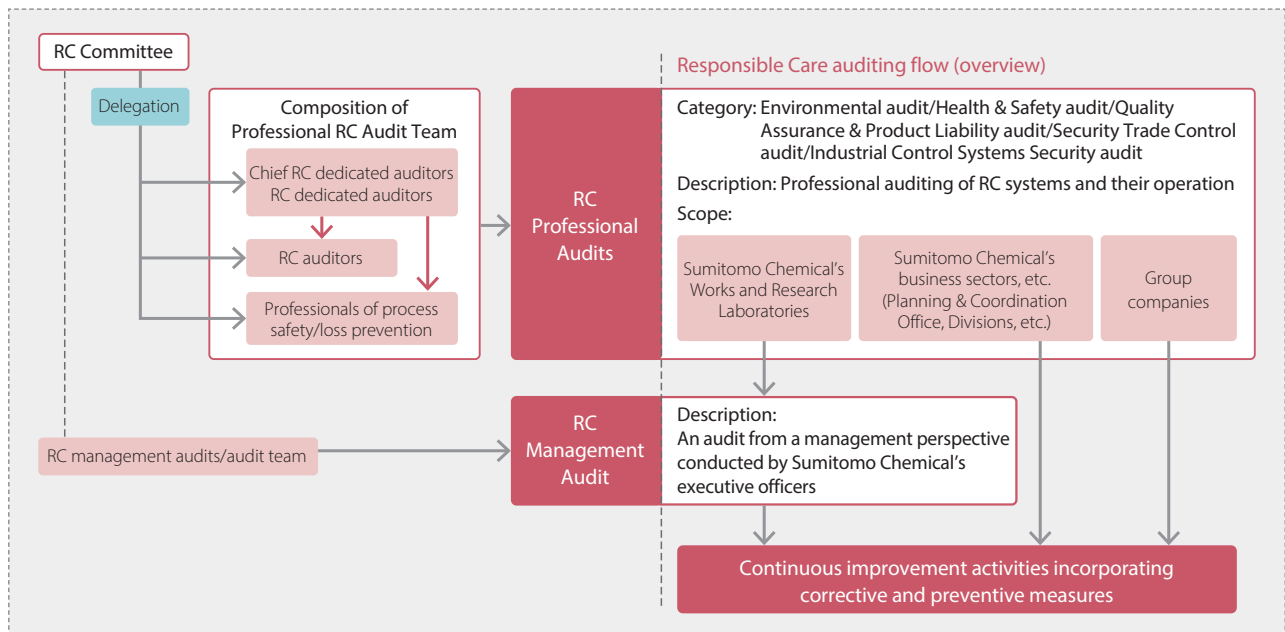 RC Committee
Delegation
Composition of
Professional RC Audit Team
Chief RC dedicated auditors
RC dedicated auditors
RC auditors
Professionals of process
safety/loss prevention
RC management audits/audit team
RC
Professional
Audits
RC
Management
Audit
Responsible Care auditing flow (overview)
Category: Environmental audit/Health & Safety audit/Quality
Assurance & Product Liability audit/Security Trade Control
audit/Industrial Control Systems Security audit
Description: Professional auditing of RC systems and their operation
Scope:
Sumitomo Chemical’s
Works and Research
Laboratories
Sumitomo Chemical’s
business sectors, etc.
(Planning & Coordination
Office, Divisions, etc.)
Group
companies
Description:
An audit from a management perspective
conducted by Sumitomo Chemical’s
executive officers
Continuous improvement activities incorporating
corrective and preventive measures